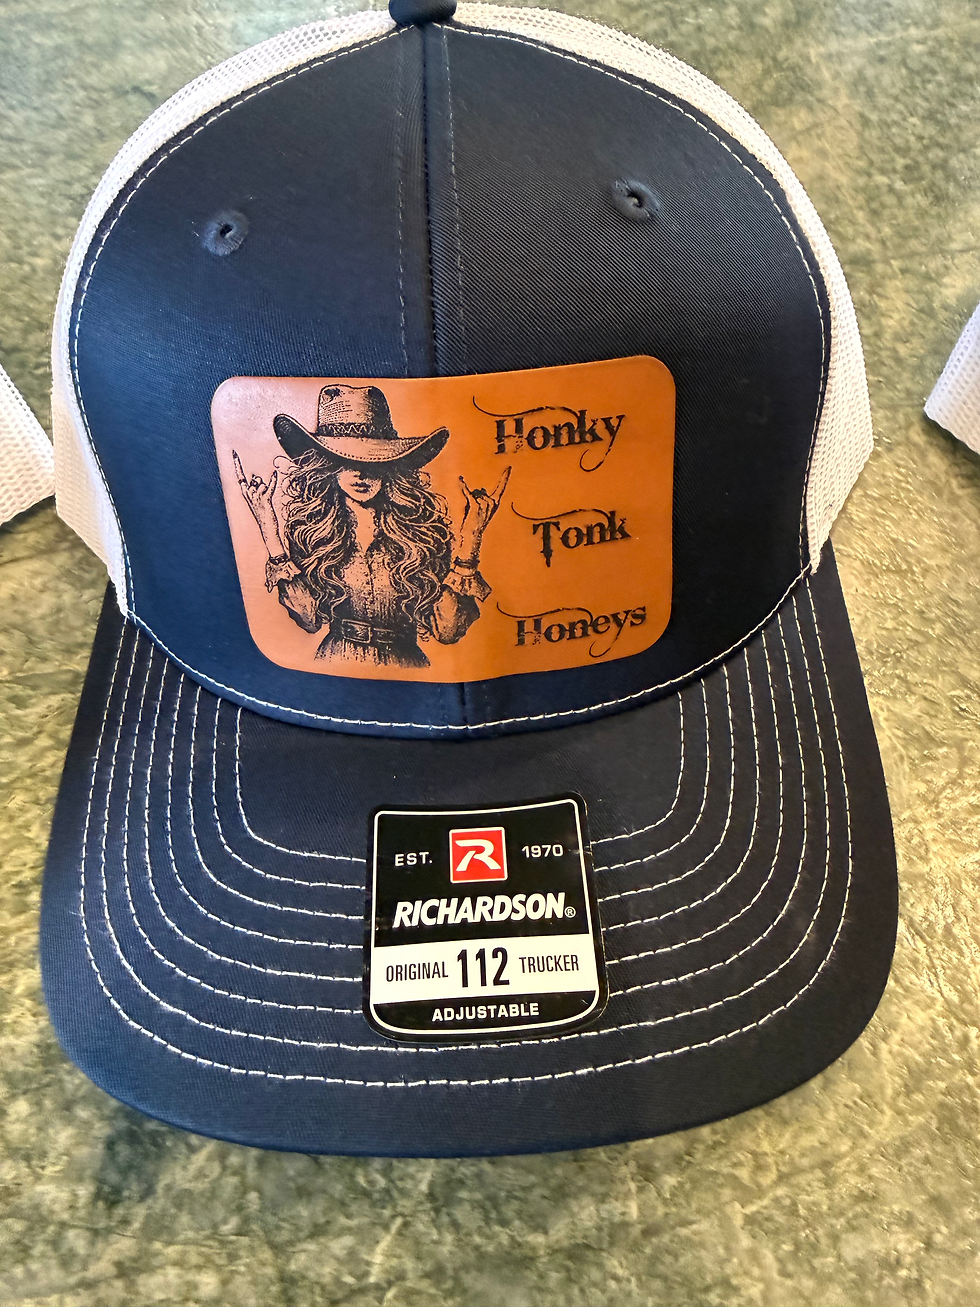 Honky
Tonk
Honeys
EST. R 1970
RICHARDSON®
ORIGINAL 112 TRUCKER
ADJUSTABLE